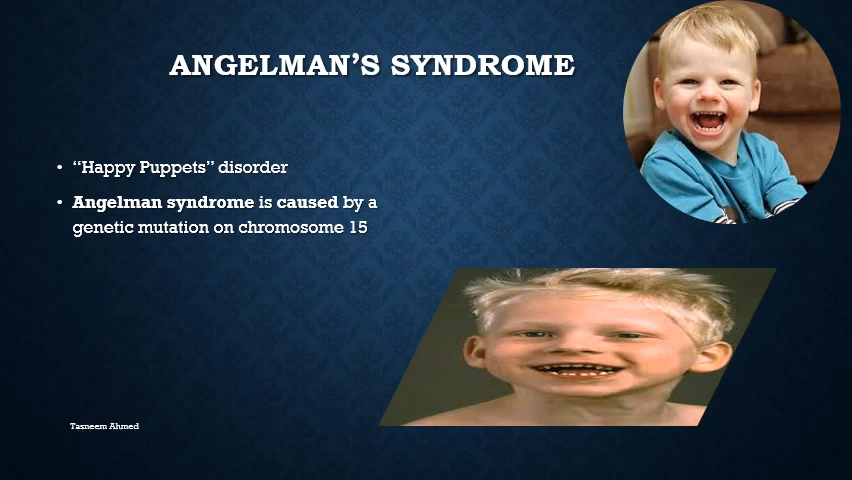 ANGELMAN’S SYNDROME
• “Happy Puppets” disorder
• Angelman syndrome is caused by a
genetic mutation on chromosome 15
Tasneem Ahmed